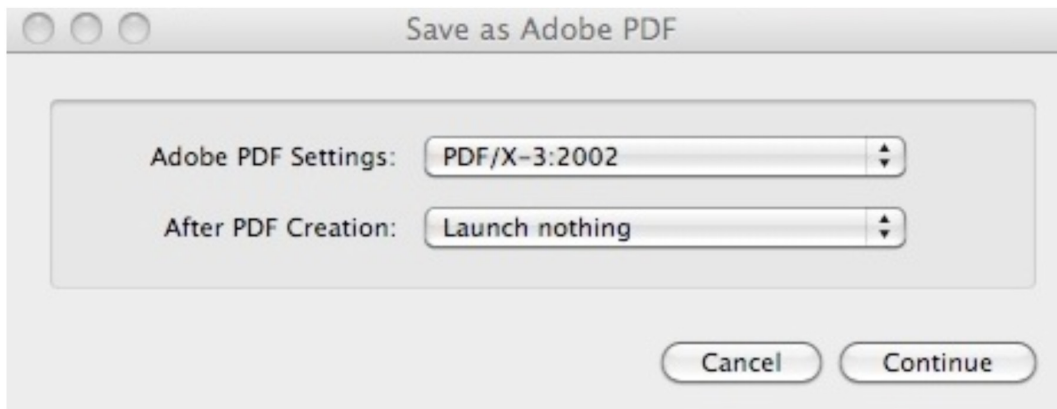 Save as Adobe PDF
Adobe PDF Settings: PDF/X-3:2002
After PDF Creation: Launch nothing
Cancel Continue